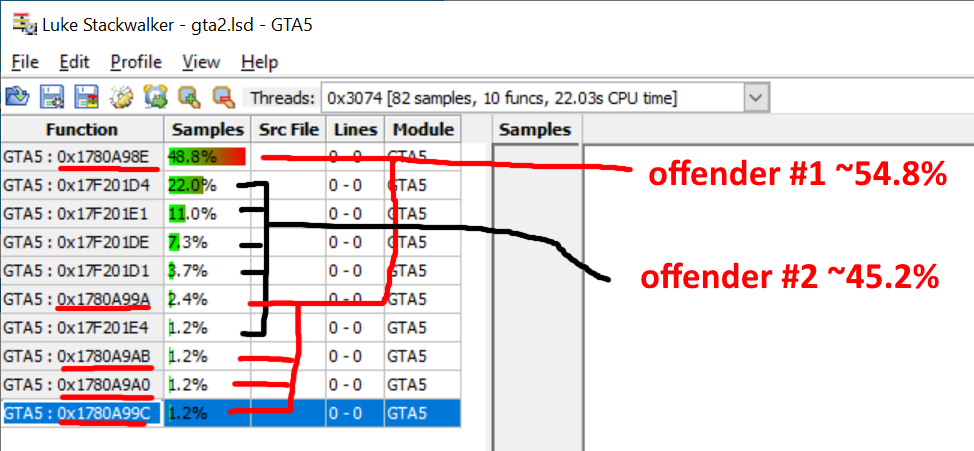 Luke Stackwalker - gta2.lsd - GTA5
File Edit Profile View Help
Threads: 0x3074 [82 samples, 10 funcs, 22.03s CPU time]
Function Samples Src File Lines Module Samples
GTA5 : 0x1780A98E 48.8% 0 - 0 GTA5
offender #1 ~54.8%
GTA5 : 0x17F201D4 22.0% 0 - 0 GTA5
GTA5 : 0x17F201E1 11.0% 0 - 0 GTA5
GTA5 : 0x17F201DE 7.3% 0 - 0 GTA5
GTA5 : 0x17F201D1 3.7% 0 - 0 GTA5
offender #2 ~45.2%
GTA5 : 0x1780A99A 2.4% 0 - 0 GTA5
GTA5 : 0x17F201E4 1.2% 0 - 0 GTA5
GTA5 : 0x1780A9AB 1.2% 0 - 0 GTA5
GTA5 : 0x1780A9A0 1.2% 0 - 0 GTA5
GTA5 : 0x1780A99C 1.2% 0 - 0 GTA5